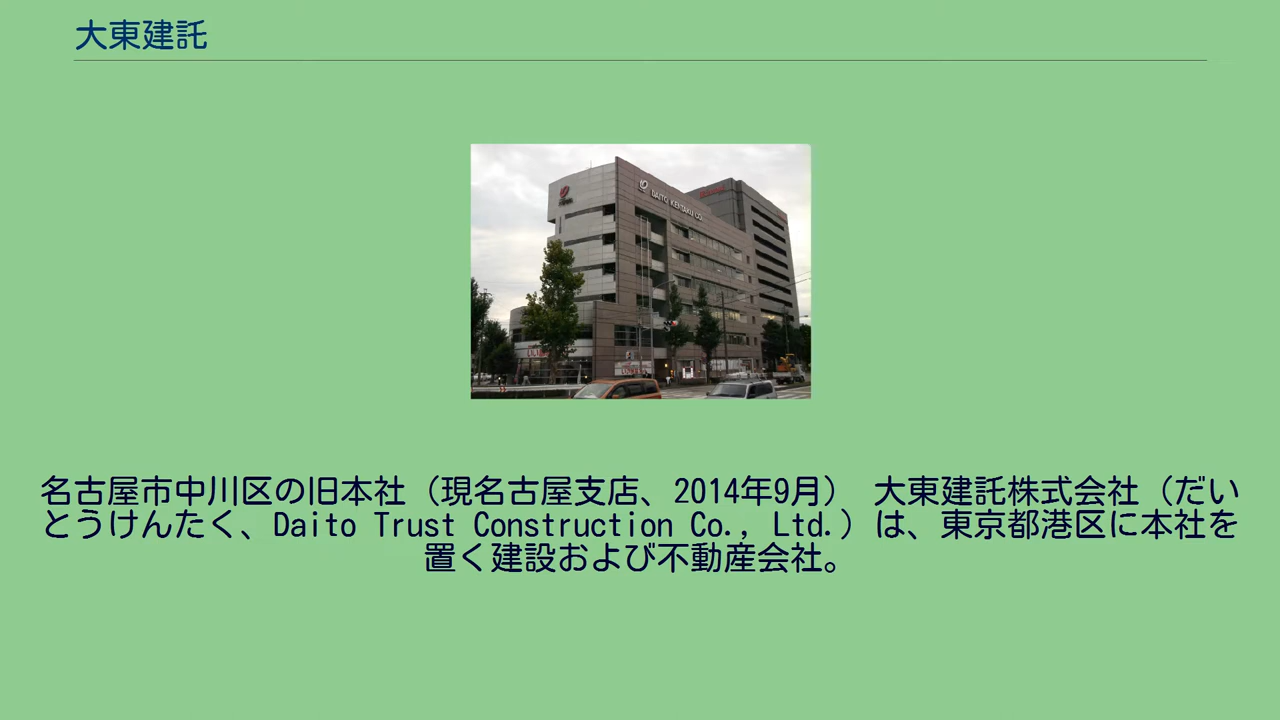 大東建託
DAITO KENTAKU CO.
名古屋市中川区の旧本社（現名古屋支店、2014年9月） 大東建託株式会社（だい
とうけんたく、Daito Trust Construction Co., Ltd.）は、東京都港区に本社を
置く建設および不動産会社。